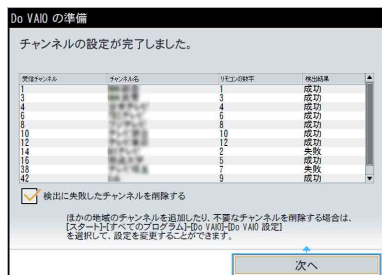 Do VAIO の準備
チャンネルの設定が完了しました。
受信チャンネル チャンネル名 リモコンの数字 検出結果
1 1 成功
3 3 成功
4 4 成功
6 6 成功
8 8 成功
10 10 成功
12 12 成功
14 2 失敗
16 5 成功
38 7 失敗
42 9 成功
検出に失敗したチャンネルを削除する
ほかの地域のチャンネルを追加したり、不要なチャンネルを削除する場合は、
[スタート]-[すべてのプログラム]-[Do VAIO]-[Do VAIO 設定]
を選択して、設定を変更することができます。
次へ